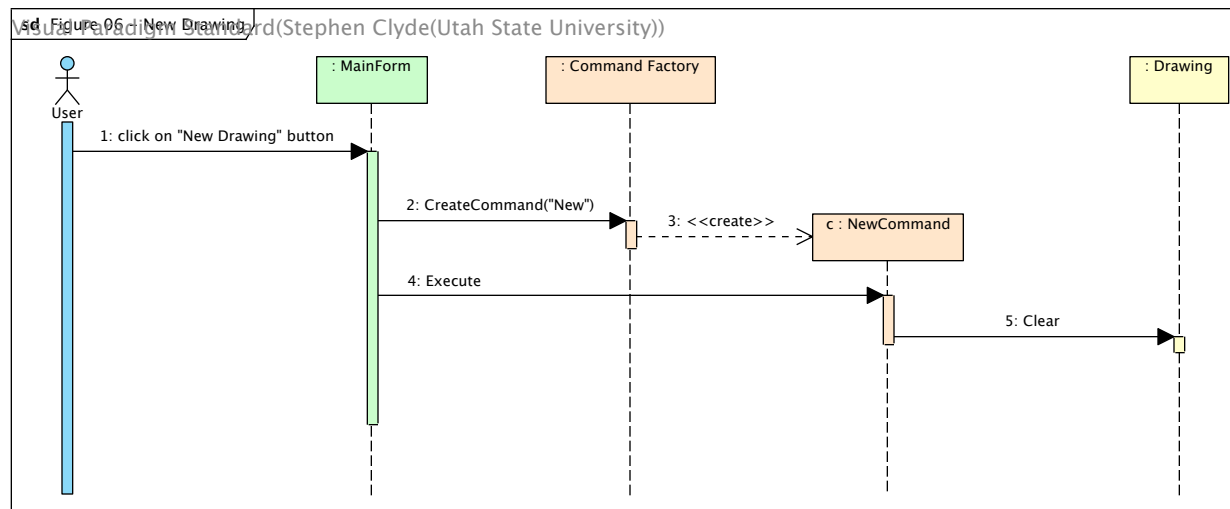 sd Figure 06 - New Drawing
Visual Paradigm Standard(Stephen Clyde(Utah State University))
: MainForm
: Command Factory
: Drawing
User
1: click on "New Drawing" button
2: CreateCommand("New")
3: <<create>>
c : NewCommand
4: Execute
5: Clear